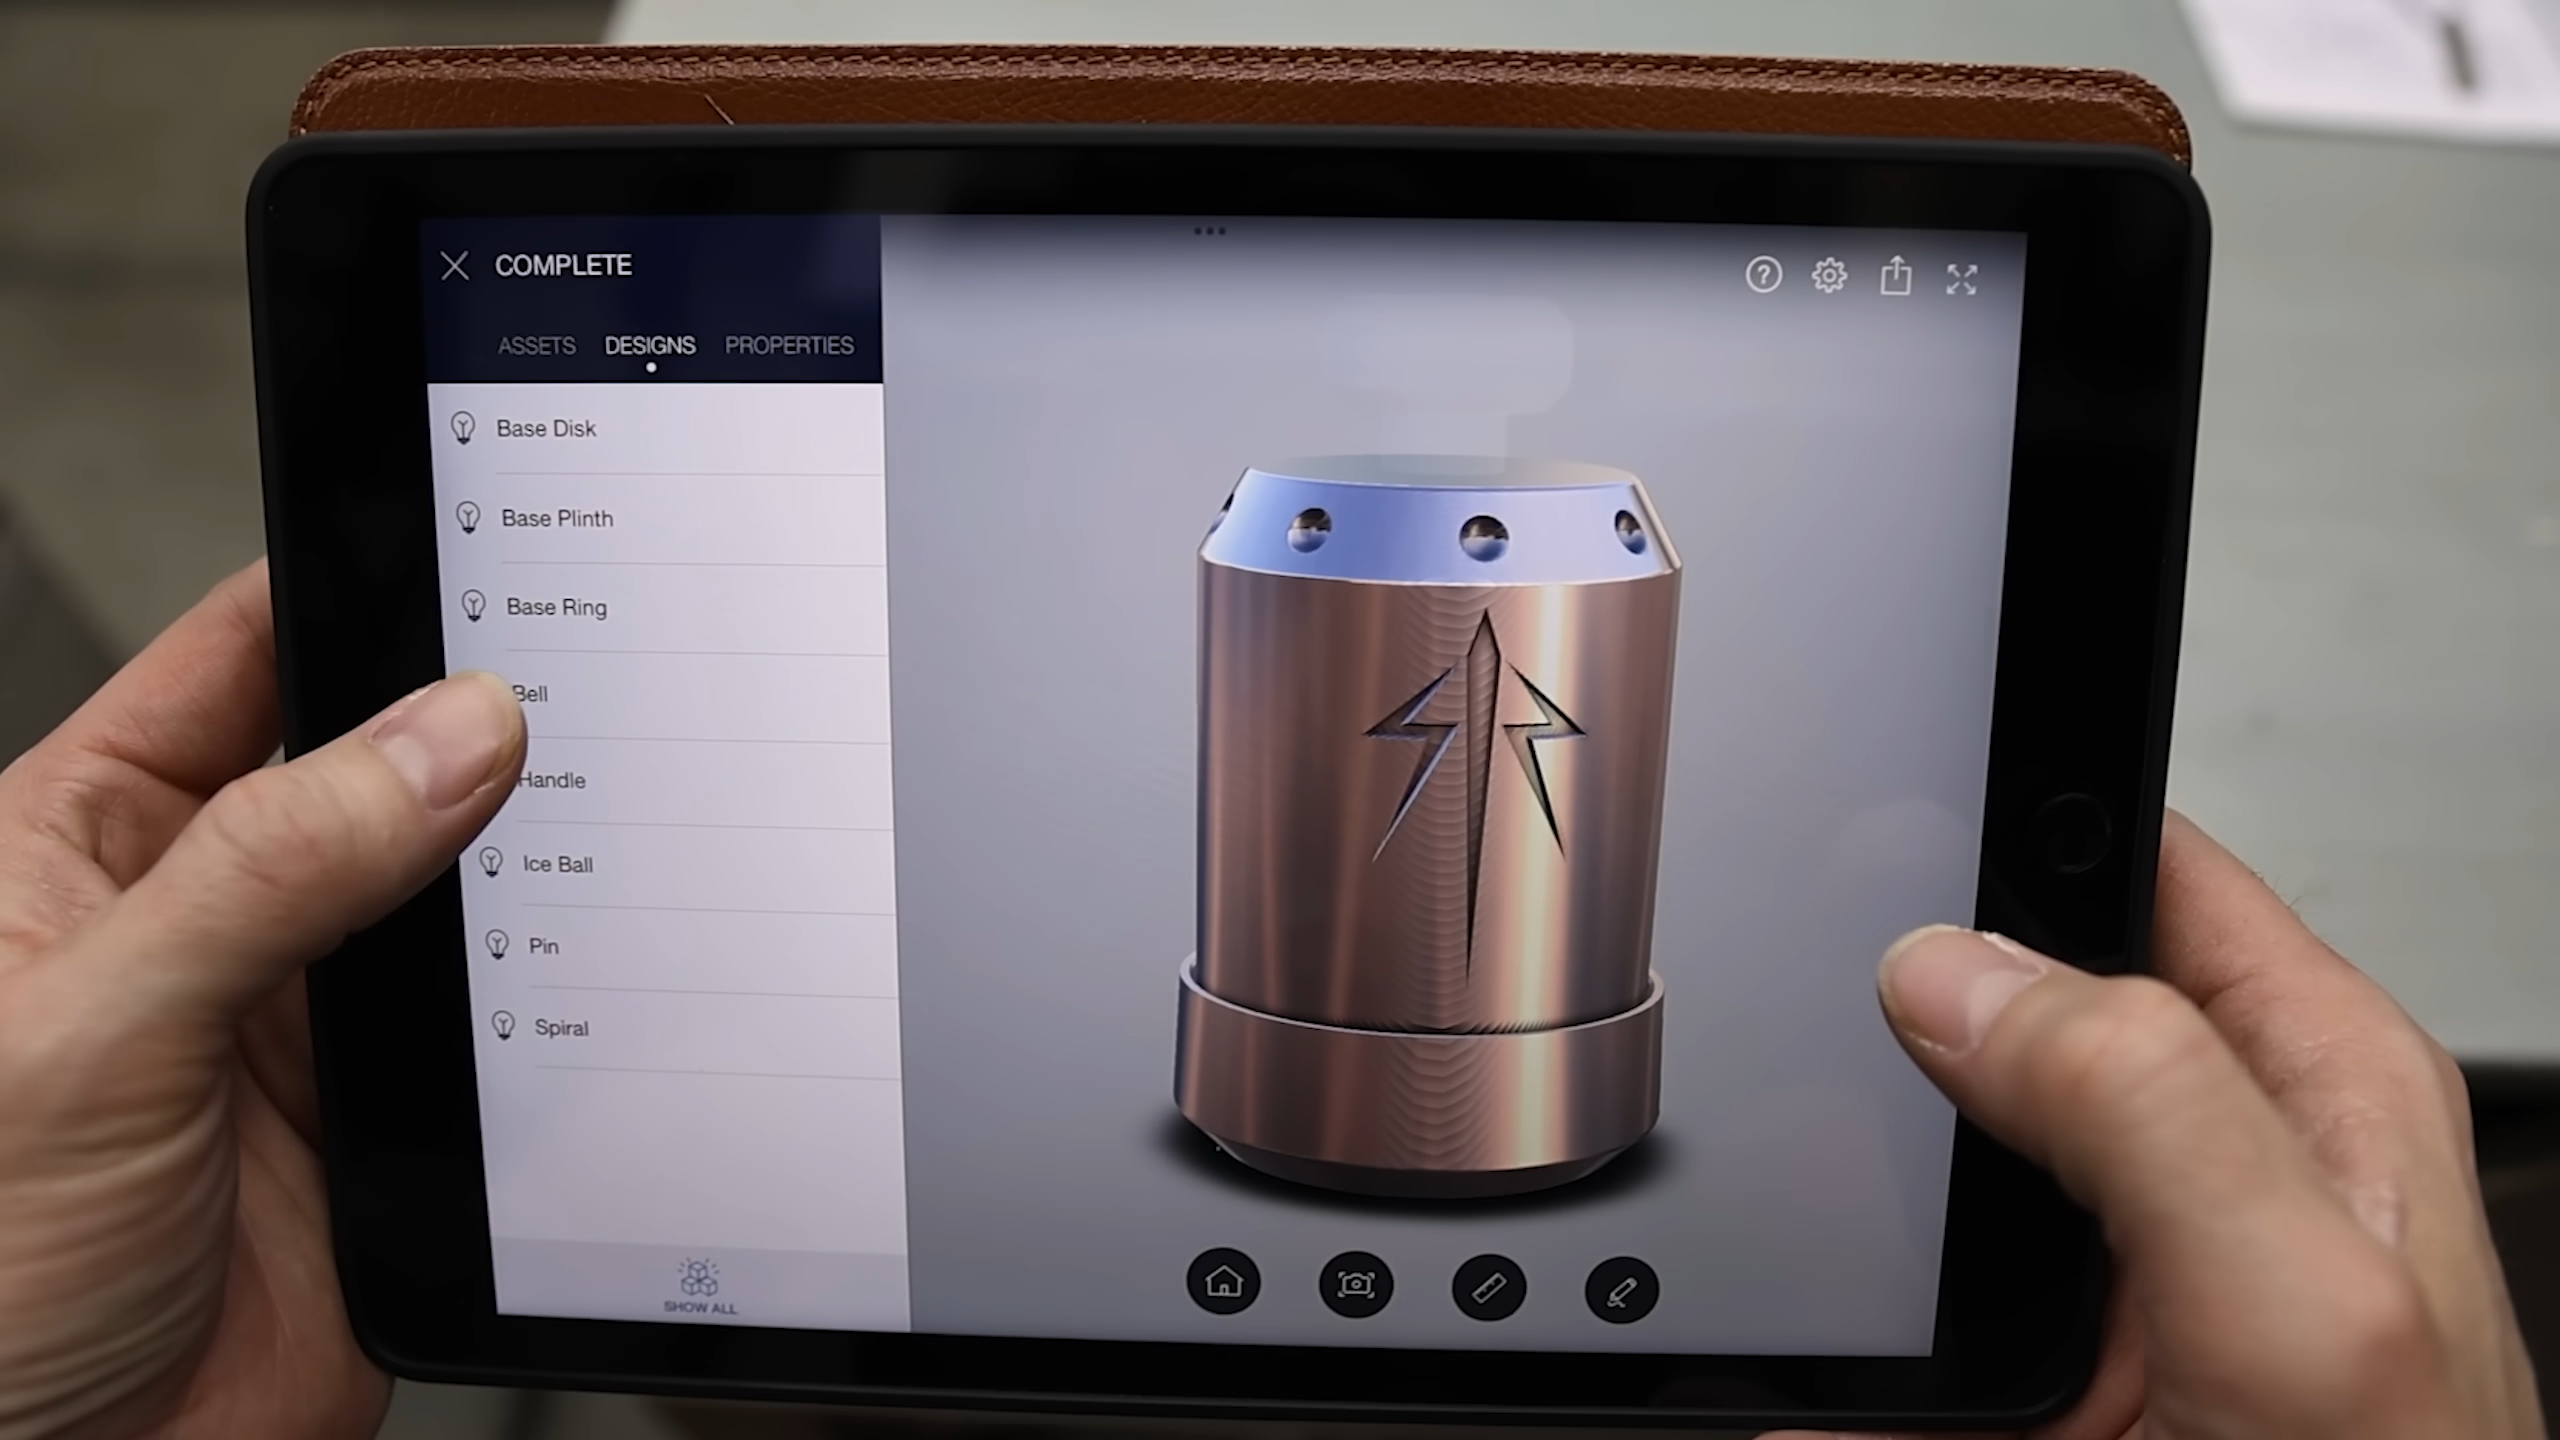 COMPLETE
ASSETS DESIGNS PROPERTIES
Base Disk
Base Plinth
Base Ring
Bell
Handle
Ice Ball
Pin
Spiral
SHOW ALL